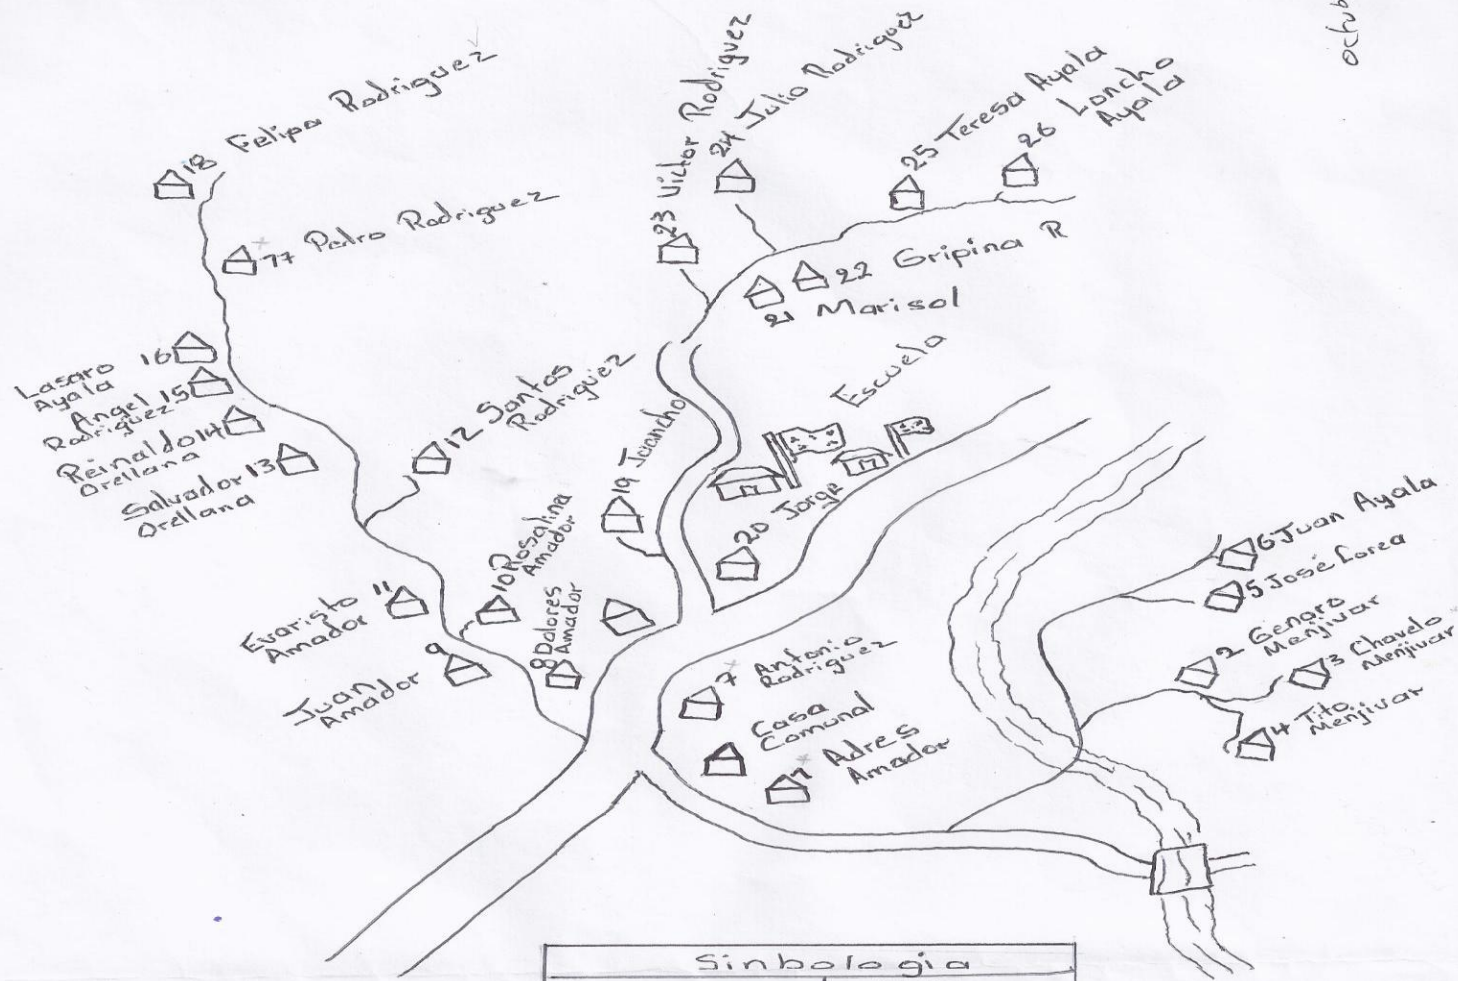 octub
18 Felipa Rodriguez
17 Pedro Rodriguez
16 Lasaro
Ayala
Angel 15
Rodriguez
Reinaldo 14
Orellana
Salvador 13
Orellana
12 Santos
Rodriguez
Evaristo 11
Amador
10 Rosalina
Amador
Juan 9
Amador
8 Dolores
Amador
19 Juancho
20 Jorge
Escuela
23 Victor Rodriguez
24 Julio Rodriguez
25 Teresa Ayala
26 Loncho
Ayala
22 Gripina R
21 Marisol
7 Antonio
Rodriguez
Casa
Comunal
1 Adres
Amador
6 Juan Ayala
5 José Lorea
2 Genaro
Menjivar
3 Chavelo
Menjivar
4 Tito
Menjivar
Sinbologia